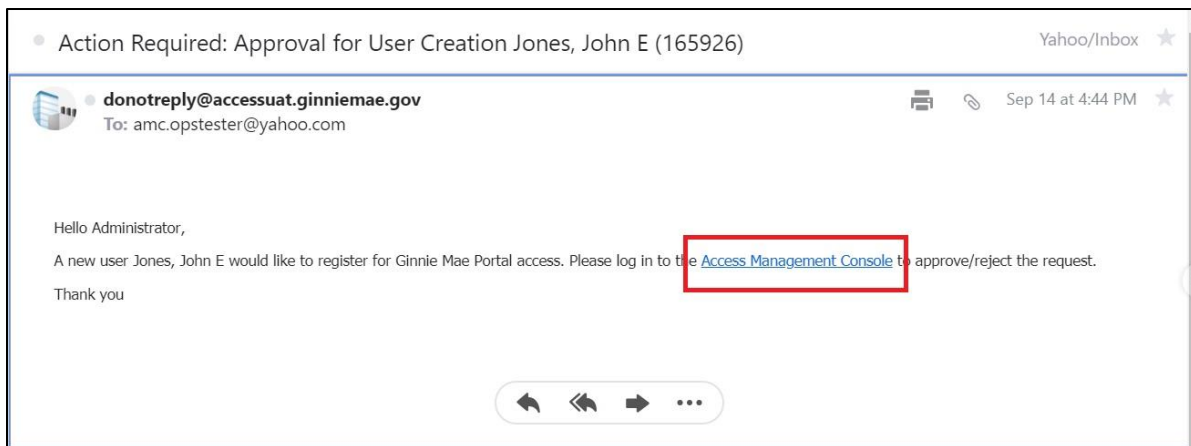 Action Required: Approval for User Creation Jones, John E (165926)
Yahoo/Inbox
donotreply@accessuat.ginniemae.gov
Sep 14 at 4:44 PM
To: amc.opstester@yahoo.com
Hello Administrator,
A new user Jones, John E would like to register for Ginnie Mae Portal access. Please log in to the Access Management Console to approve/reject the request.
Thank you